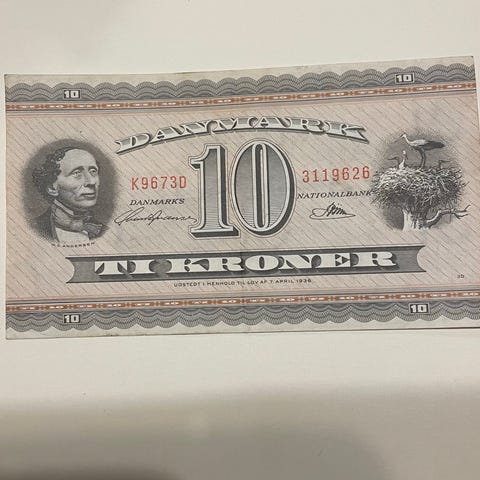 10 10
DANMARK
K9673D 10 3119626
DANMARKS NATIONALBANK
H.C. ANDERSEN
TI KRONER
UDSTEDT I HENHOLD TIL LOV AF 7. APRIL 1936
10 10